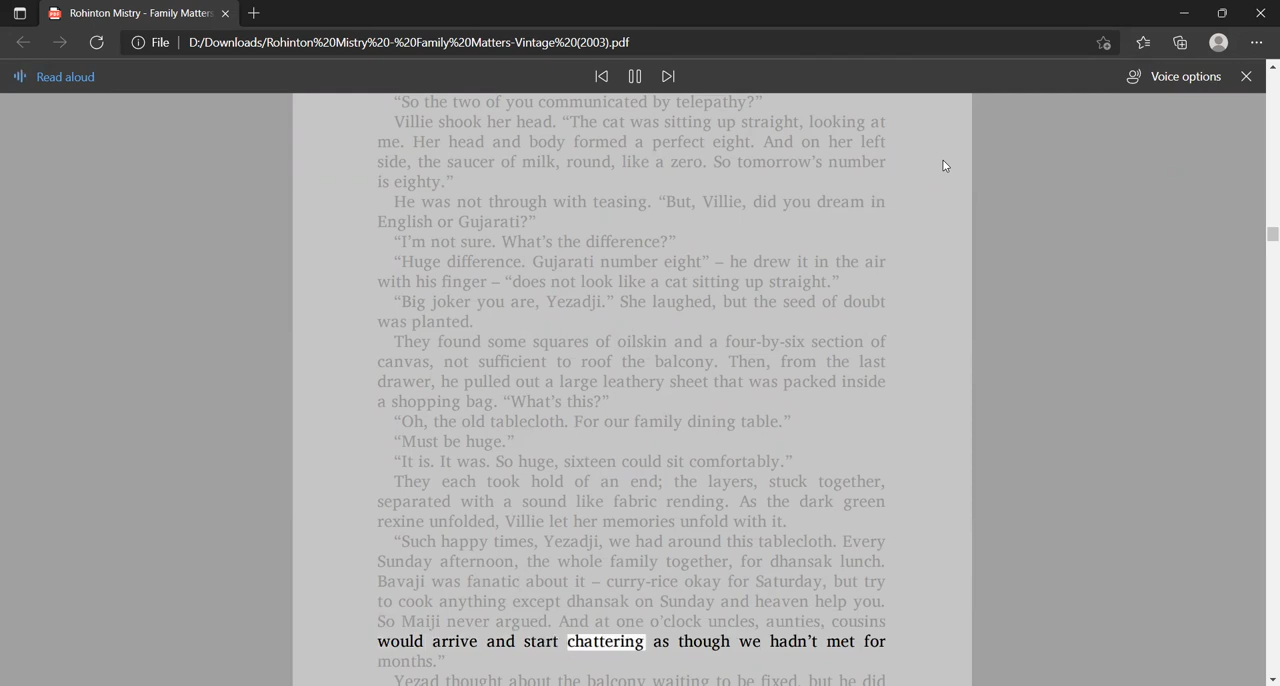 Rohinton Mistry - Family Matters
File | D:/Downloads/Rohinton%20Mistry%20-%20Family%20Matters-Vintage%20(2003).pdf
Read aloud
Voice options
“So the two of you communicated by telepathy?”
Villie shook her head. “The cat was sitting up straight, looking at
me. Her head and body formed a perfect eight. And on her left
side, the saucer of milk, round, like a zero. So tomorrow’s number
is eighty.”
He was not through with teasing. “But, Villie, did you dream in
English or Gujarati?”
“I’m not sure. What’s the difference?”
“Huge difference. Gujarati number eight” – he drew it in the air
with his finger – “does not look like a cat sitting up straight.”
“Big joker you are, Yezadji.” She laughed, but the seed of doubt
was planted.
They found some squares of oilskin and a four-by-six section of
canvas, not sufficient to roof the balcony. Then, from the last
drawer, he pulled out a large leathery sheet that was packed inside
a shopping bag. “What’s this?”
“Oh, the old tablecloth. For our family dining table.”
“Must be huge.”
“It is. It was. So huge, sixteen could sit comfortably.”
They each took hold of an end; the layers, stuck together,
separated with a sound like fabric rending. As the dark green
rexine unfolded, Villie let her memories unfold with it.
“Such happy times, Yezadji, we had around this tablecloth. Every
Sunday afternoon, the whole family together, for dhansak lunch.
Bavaji was fanatic about it – curry-rice okay for Saturday, but try
to cook anything except dhansak on Sunday and heaven help you.
So Maiji never argued. And at one o’clock uncles, aunties, cousins
would arrive and start chattering as though we hadn’t met for
months.”
Yezad thought about the balcony waiting to be fixed, but he did